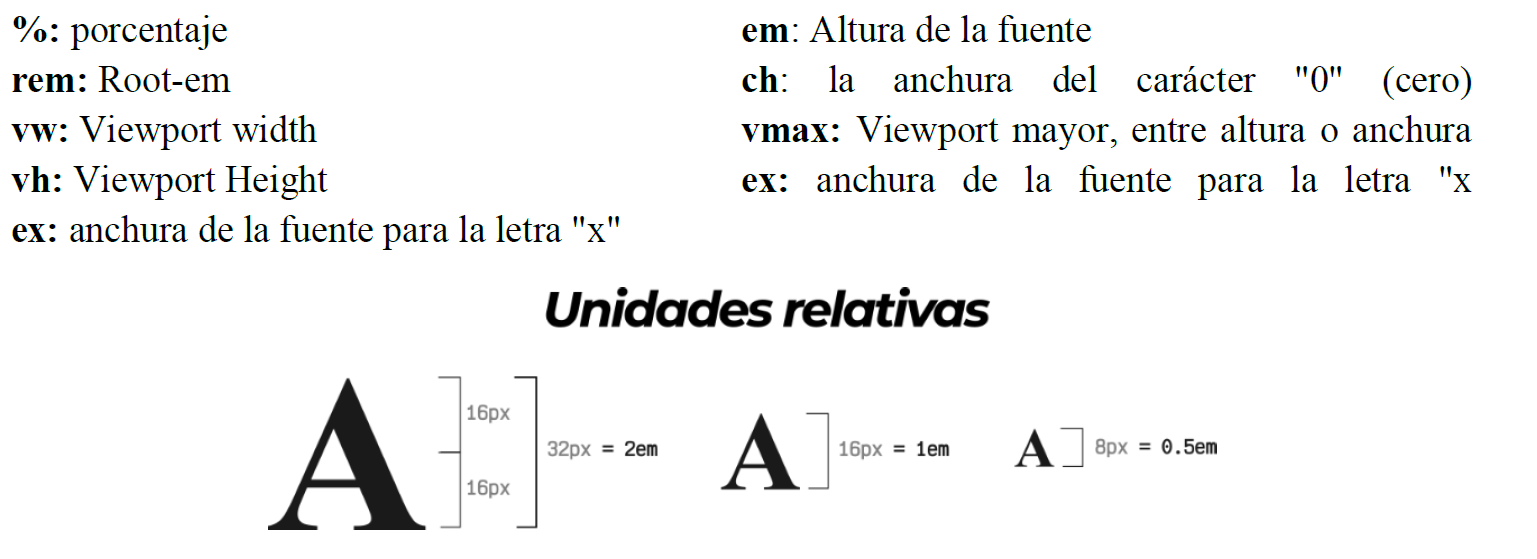 %: porcentaje
rem: Root-em
vw: Viewport width
vh: Viewport Height
ex: anchura de la fuente para la letra "x"
em: Altura de la fuente
ch: la anchura del carácter "0" (cero)
vmax: Viewport mayor, entre altura o anchura
ex: anchura de la fuente para la letra "x
Unidades relativas
A
16px
16px
32px = 2em
A
16px = 1em
A
8px = 0.5em